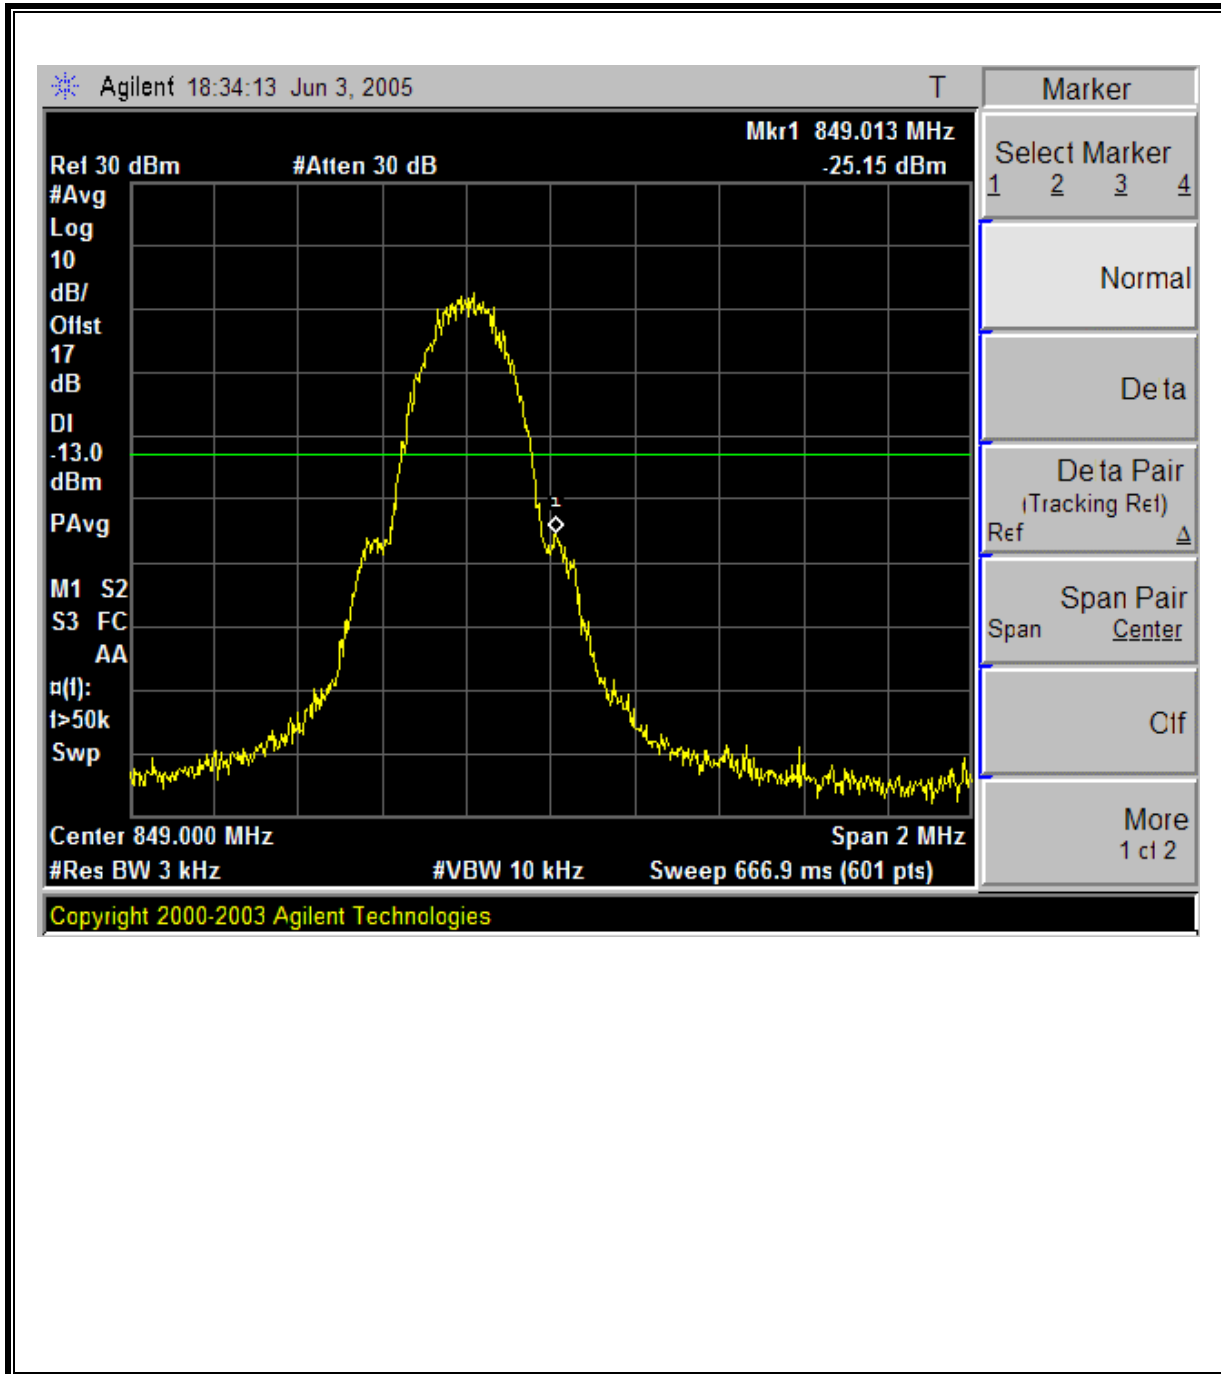 Agilent 18:34:13 Jun 3, 2005 T
Mkr1 849.013 MHz
Ref 30 dBm #Atten 30 dB -25.15 dBm
#Avg
Log
10
dB/
Offst
17
dB
DI
-13.0
dBm
PAvg
M1 S2
S3 FC
AA
¤(f):
f>50k
Swp
1
Center 849.000 MHz Span 2 MHz
#Res BW 3 kHz #VBW 10 kHz Sweep 666.9 ms (601 pts)
Copyright 2000-2003 Agilent Technologies
Marker
Select Marker
1 2 3 4
Normal
Delta
Delta Pair
(Tracking Ref)
Ref Δ
Span Pair
Span Center
Off
More
1 of 2